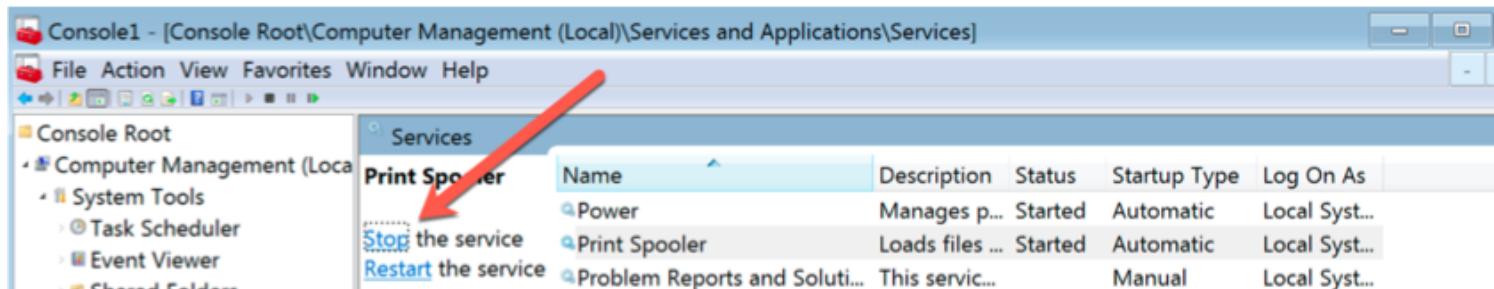 Console1 - [Console Root\Computer Management (Local)\Services and Applications\Services]
File Action View Favorites Window Help
Console Root
Computer Management (Loca
System Tools
Task Scheduler
Event Viewer
Shared Folders
Services
Print Spooler
Stop the service
Restart the service
Name Description Status Startup Type Log On As
Power Manages p... Started Automatic Local Syst...
Print Spooler Loads files ... Started Automatic Local Syst...
Problem Reports and Soluti... This servic... Manual Local Syst...